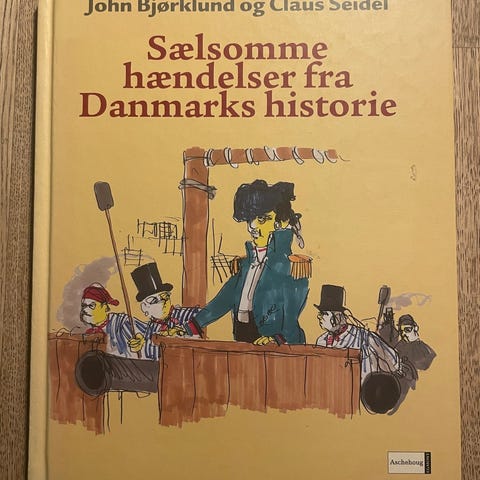 John Bjørklund og Claus Seidel
Sælsomme
hændelser fra
Danmarks historie
Aschehoug